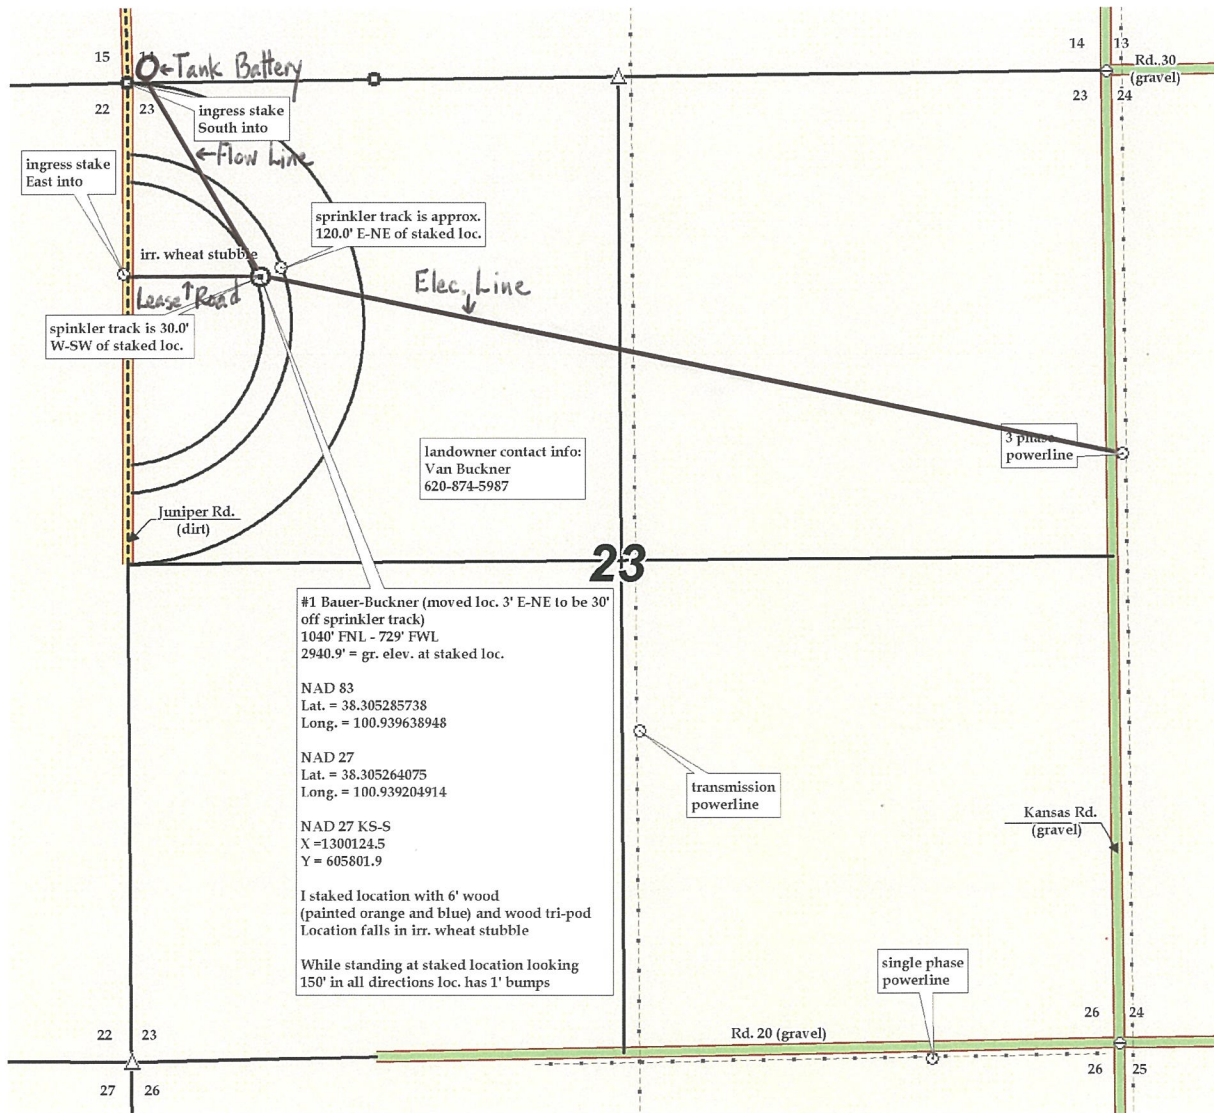 15
14
←Tank Battery
14
13
Rd..30
(gravel)
22
23
23
24
ingress stake
South into
←Flow Line
ingress stake
East into
sprinkler track is approx.
120.0' E-NE of staked loc.
irr. wheat stubble
Lease↑Road
Elec. Line
spinkler track is 30.0'
W-SW of staked loc.
3 phase
powerline
landowner contact info:
Van Buckner
620-874-5987
Juniper Rd.
(dirt)
23
#1 Bauer-Buckner (moved loc. 3' E-NE to be 30'
off sprinkler track)
1040' FNL - 729' FWL
2940.9' = gr. elev. at staked loc.
NAD 83
Lat. = 38.305285738
Long. = 100.939638948
NAD 27
Lat. = 38.305264075
Long. = 100.939204914
NAD 27 KS-S
X =1300124.5
Y = 605801.9
I staked location with 6' wood
(painted orange and blue) and wood tri-pod
Location falls in irr. wheat stubble
While standing at staked location looking
150' in all directions loc. has 1' bumps
transmission
powerline
Kansas Rd.
(gravel)
single phase
powerline
22
23
Rd. 20 (gravel)
26
24
27
26
26
25